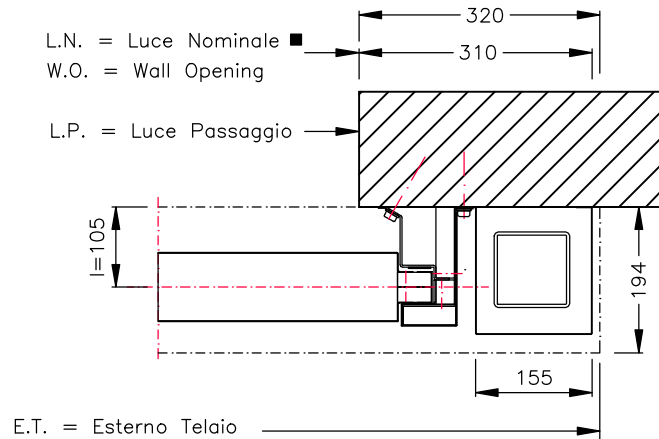 320
L.N. = Luce Nominale ■
310
W.O. = Wall Opening
L.P. = Luce Passaggio
l=105
194
155
E.T. = Esterno Telaio